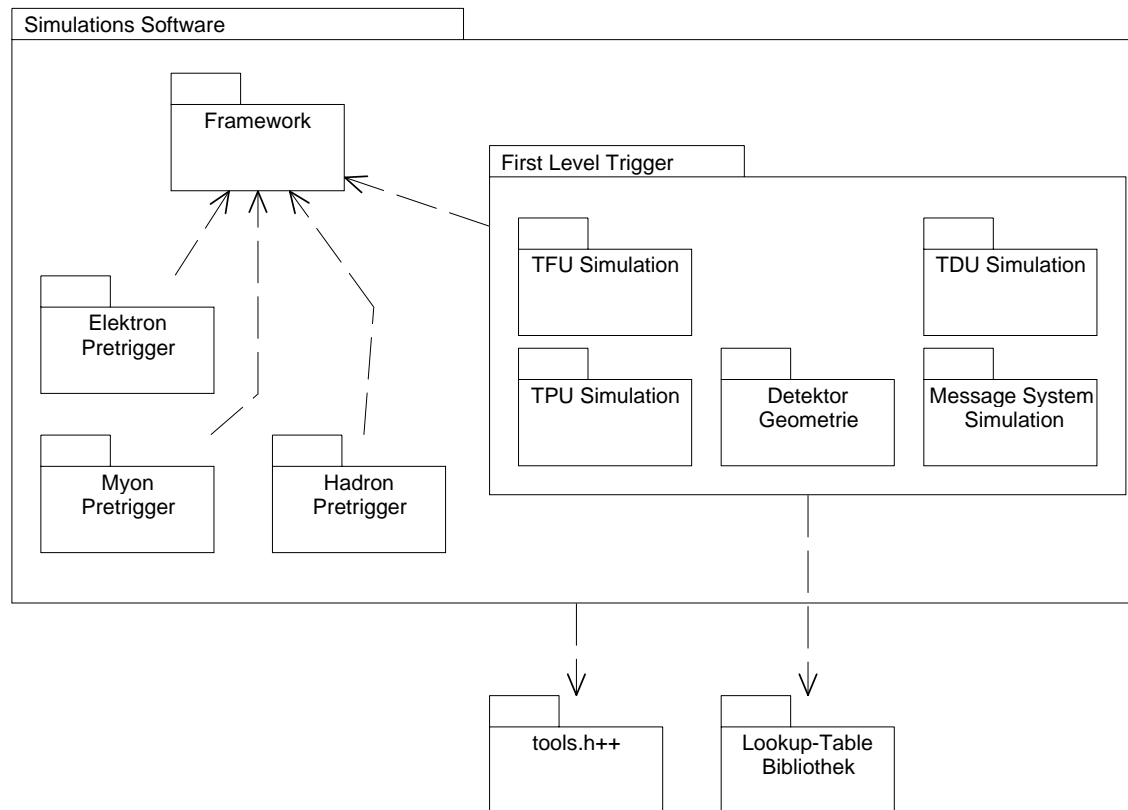 Simulations Software
Framework
First Level Trigger
TFU Simulation
TDU Simulation
Elektron
Pretrigger
TPU Simulation
Detektor
Geometrie
Message System
Simulation
Myon
Pretrigger
Hadron
Pretrigger
tools.h++
Lookup-Table
Bibliothek